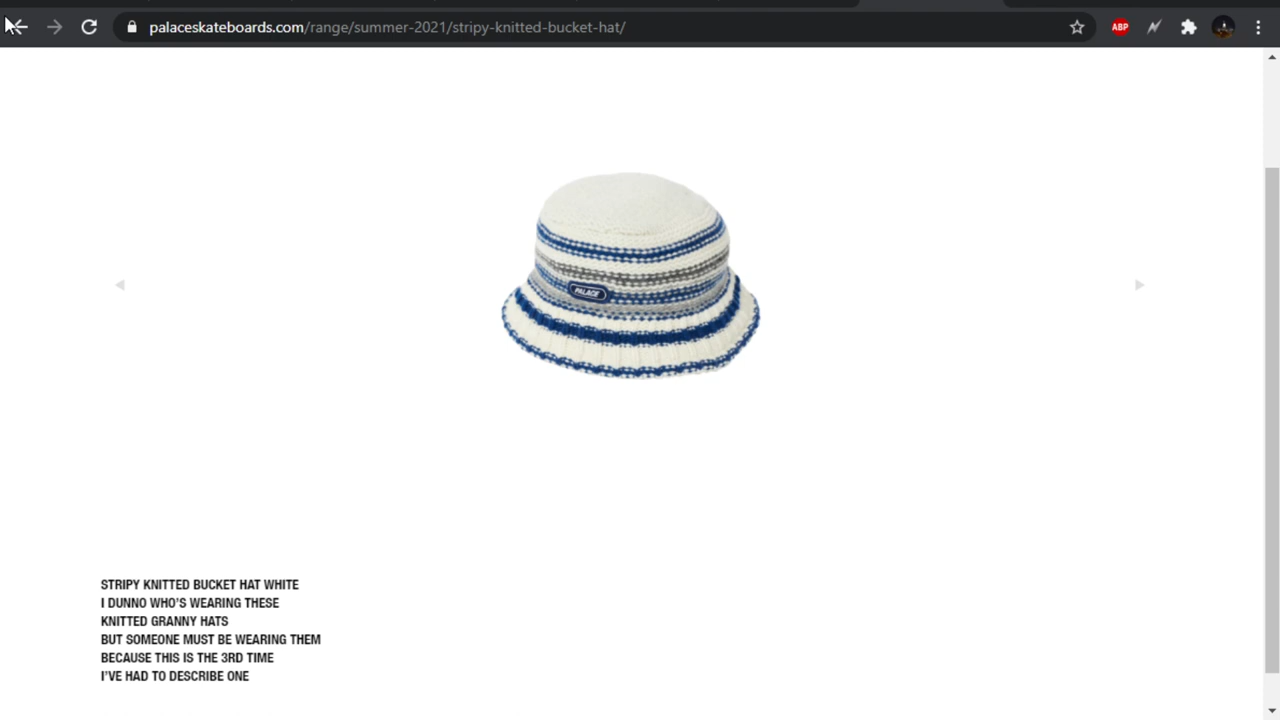 palaceskateboards.com/range/summer-2021/stripy-knitted-bucket-hat/
ABP
PALACE
STRIPY KNITTED BUCKET HAT WHITE
I DUNNO WHO'S WEARING THESE
KNITTED GRANNY HATS
BUT SOMEONE MUST BE WEARING THEM
BECAUSE THIS IS THE 3RD TIME
I'VE HAD TO DESCRIBE ONE